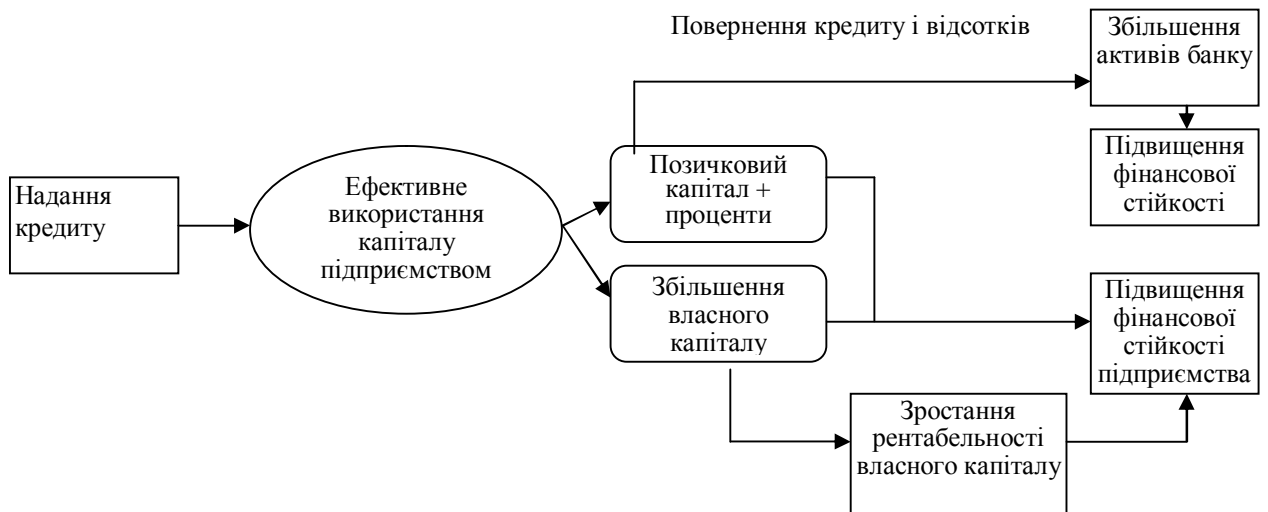 Повернення кредиту і відсотків
Збільшення
активів банку
Підвищення
фінансової
стійкості
Позичковий
капітал +
проценти
Ефективне
використання
капіталу
підприємством
Надання
кредиту
Збільшення
власного
капіталу
Підвищення
фінансової
стійкості
підприємства
Зростання
рентабельності
власного капіталу